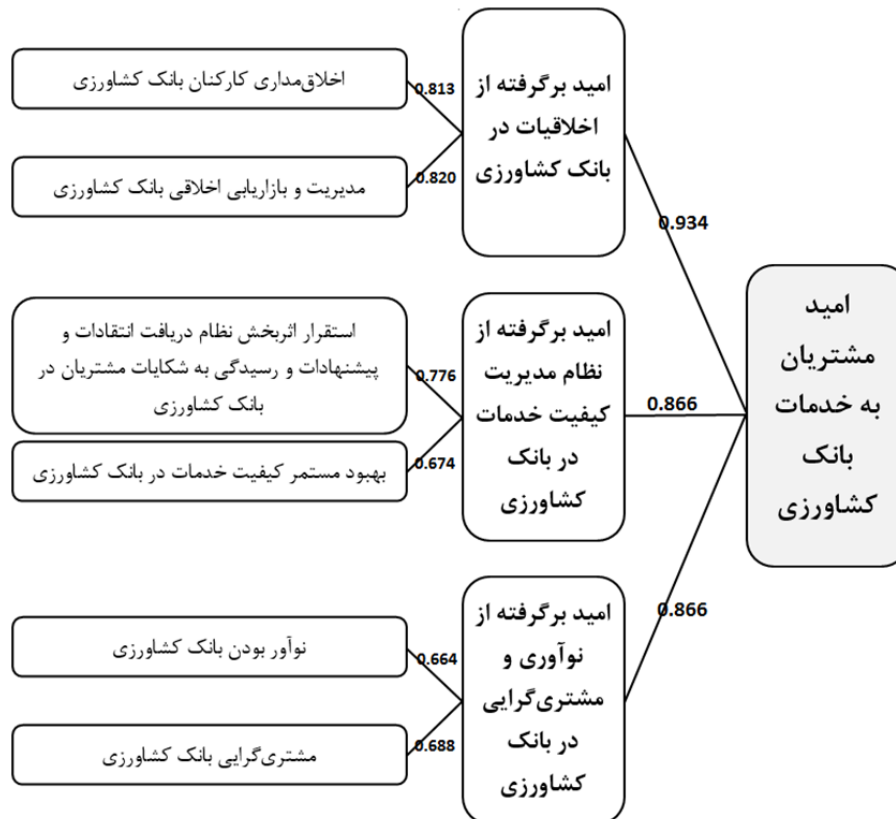 امید
مشتریان
به خدمات
بانک
کشاورزی
0.934
0.866
0.866
امید برگرفته از
اخلاقیات در
بانک کشاورزی
0.813
اخلاق‌مداری کارکنان بانک کشاورزی
0.820
مدیریت و بازاریابی اخلاقی بانک کشاورزی
امید برگرفته از
نظام مدیریت
کیفیت خدمات
در بانک
کشاورزی
0.776
استقرار اثربخش نظام دریافت انتقادات و
پیشنهادات و رسیدگی به شکایات مشتریان در
بانک کشاورزی
0.674
بهبود مستمر کیفیت خدمات در بانک کشاورزی
امید برگرفته از
نوآوری و
مشتری‌گرایی
در بانک
کشاورزی
0.664
نوآور بودن بانک کشاورزی
0.688
مشتری‌گرایی بانک کشاورزی